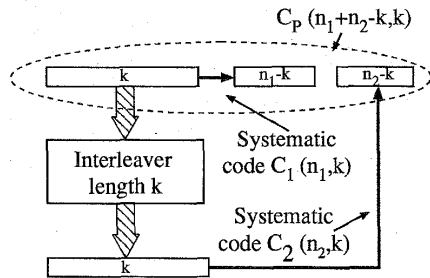 C_P (n_1+n_2-k,k)
k
n_1-k
n_2-k
Systematic
code C_1 (n_1,k)
Interleaver
length k
Systematic
code C_2 (n_2,k)
k